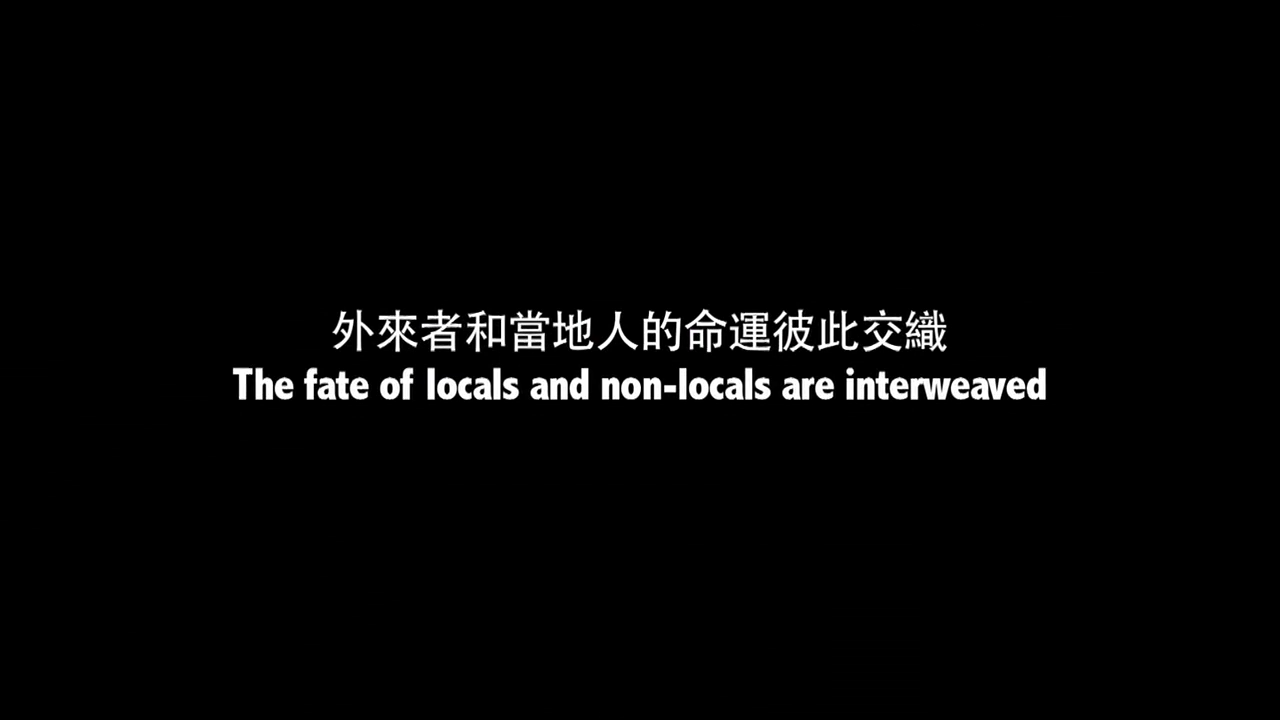 外來者和當地人的命運彼此交織
The fate of locals and non-locals are interweaved